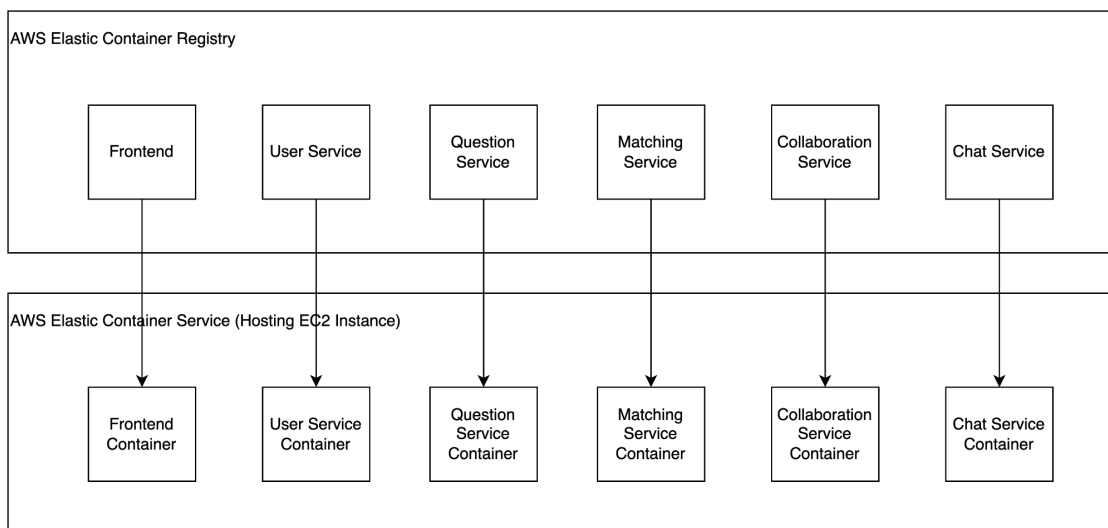 AWS Elastic Container Registry
Frontend
User Service
Question
Service
Matching
Service
Collaboration
Service
Chat Service
AWS Elastic Container Service (Hosting EC2 Instance)
Frontend
Container
User Service
Container
Question
Service
Container
Matching
Service
Container
Collaboration
Service
Container
Chat Service
Container